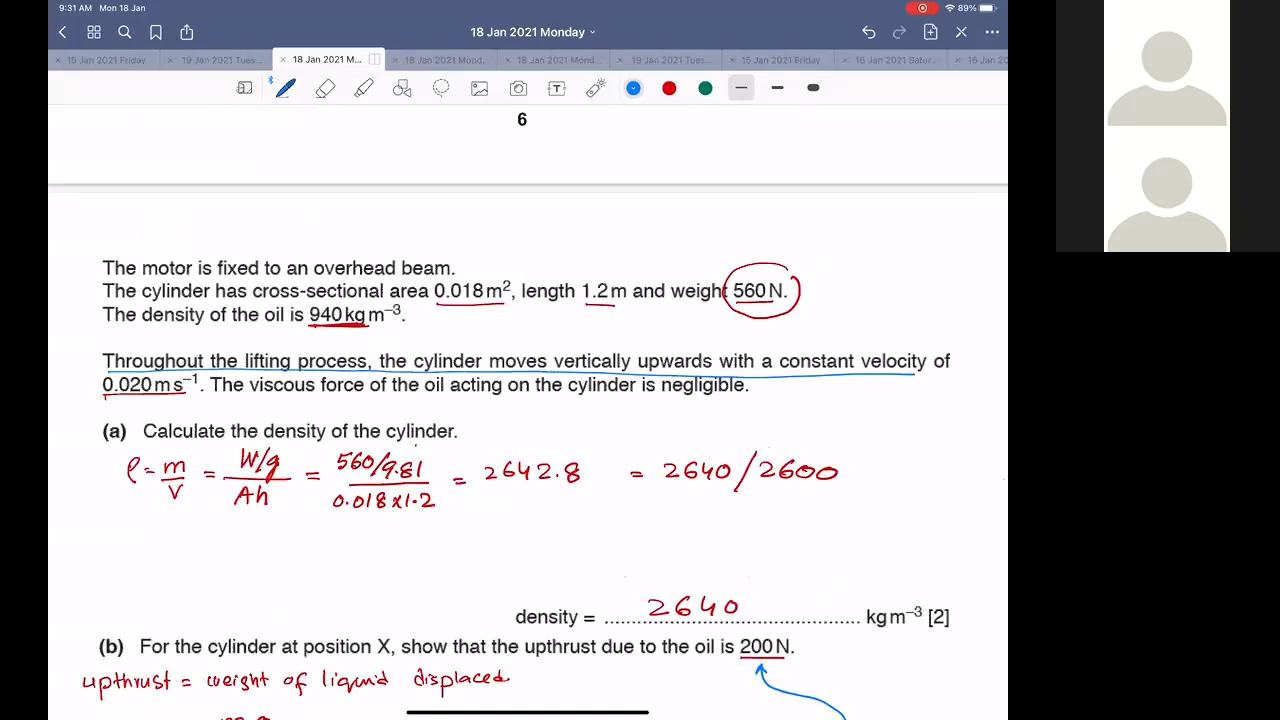 9:31 AM Mon 18 Jan
89%
18 Jan 2021 Monday
15 Jan 2021 Friday
19 Jan 2021 Tues...
18 Jan 2021 M...
18 Jan 2021 Mond...
18 Jan 2021 Mond...
19 Jan 2021 Tues...
15 Jan 2021 Friday
16 Jan 2021 Satur...
16 Jan 20
6
The motor is fixed to an overhead beam.
The cylinder has cross-sectional area 0.018 m², length 1.2 m and weight 560 N.
The density of the oil is 940 kg m⁻³.
Throughout the lifting process, the cylinder moves vertically upwards with a constant velocity of
0.020 m s⁻¹. The viscous force of the oil acting on the cylinder is negligible.
(a) Calculate the density of the cylinder.
ρ = m/V = (W/g)/(Ah) = (560/9.81)/(0.018×1.2) = 2642.8 = 2640/2600
density = 2640 kg m⁻³ [2]
(b) For the cylinder at position X, show that the upthrust due to the oil is 200 N.
upthrust = weight of liquid displaced